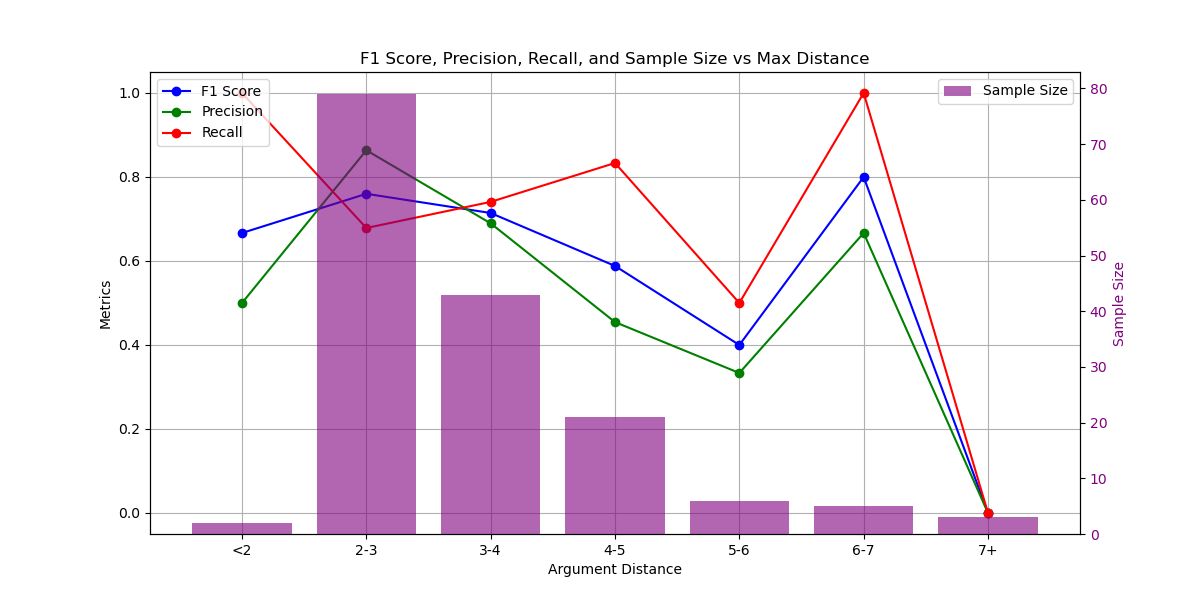 F1 Score, Precision, Recall, and Sample Size vs Max Distance
F1 Score
Precision
Recall
Sample Size
1.0
0.8
0.6
0.4
0.2
0.0
Metrics
80
70
60
50
40
30
20
10
0
Sample Size
<2
2-3
3-4
4-5
5-6
6-7
7+
Argument Distance